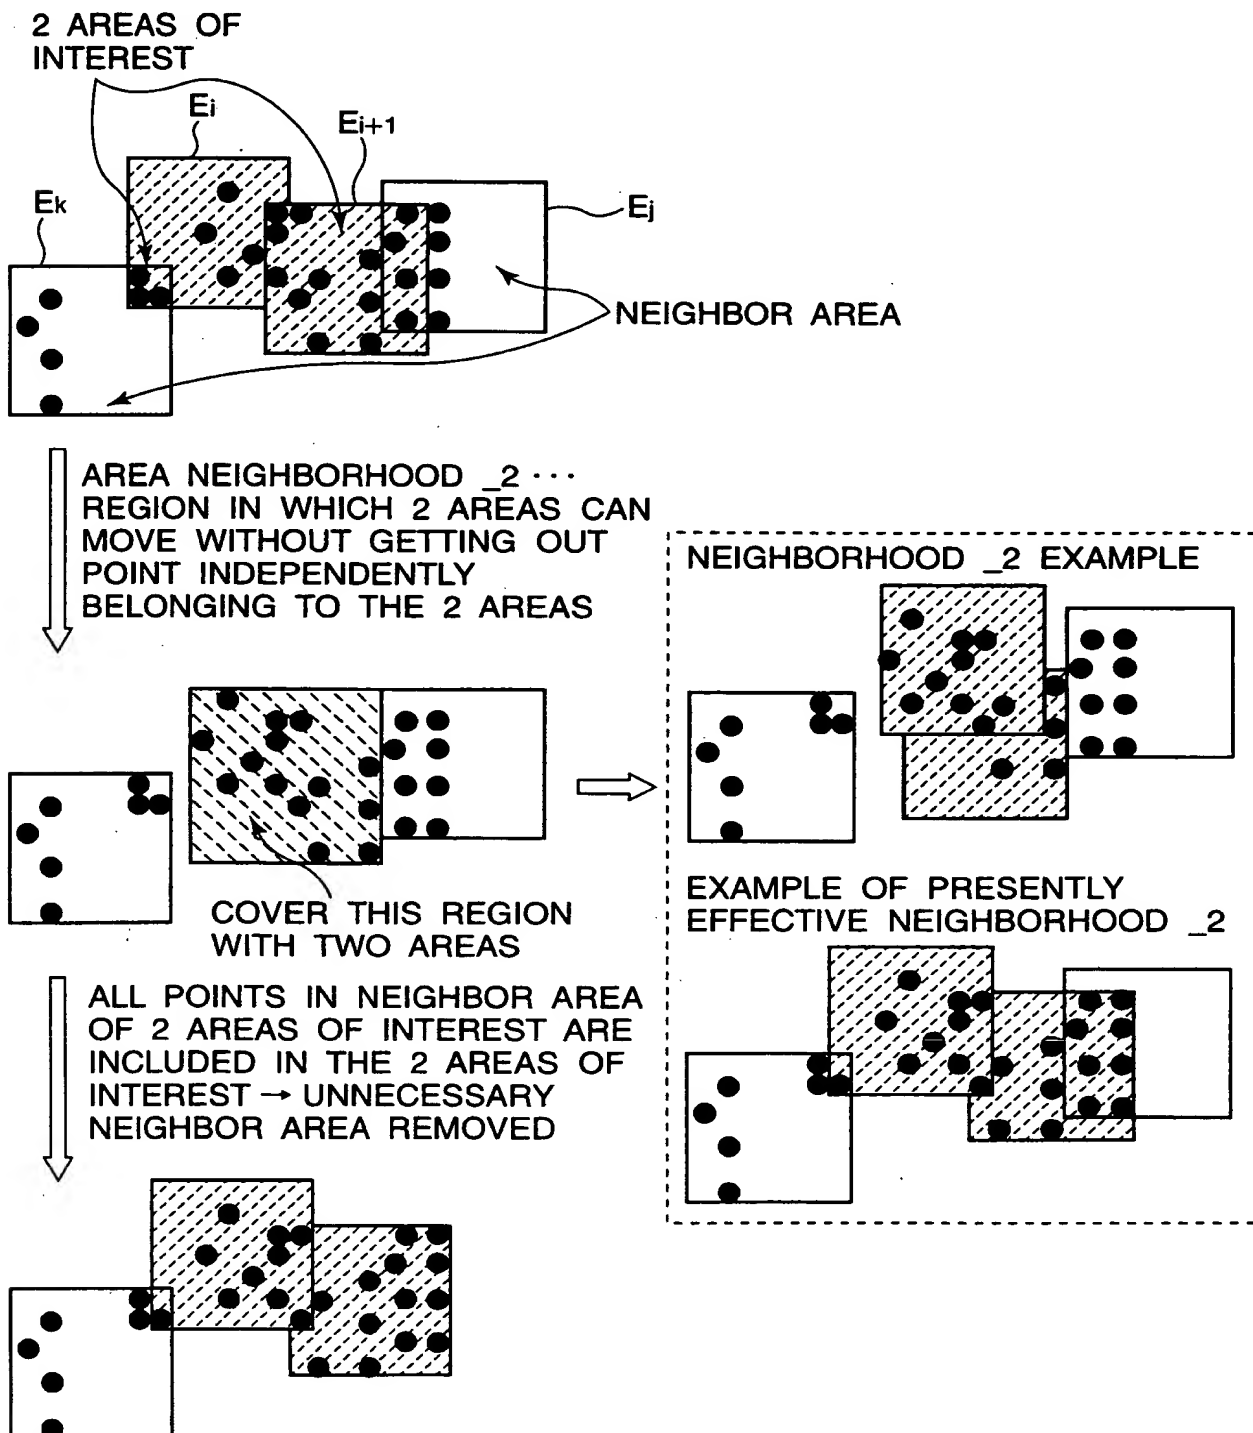 2 AREAS OF
INTEREST
Ei
Ei+1
Ek
Ej
NEIGHBOR AREA
AREA NEIGHBORHOOD _2 ···
REGION IN WHICH 2 AREAS CAN
MOVE WITHOUT GETTING OUT
POINT INDEPENDENTLY
BELONGING TO THE 2 AREAS
NEIGHBORHOOD _2 EXAMPLE
COVER THIS REGION
WITH TWO AREAS
EXAMPLE OF PRESENTLY
EFFECTIVE NEIGHBORHOOD _2
ALL POINTS IN NEIGHBOR AREA
OF 2 AREAS OF INTEREST ARE
INCLUDED IN THE 2 AREAS OF
INTEREST → UNNECESSARY
NEIGHBOR AREA REMOVED